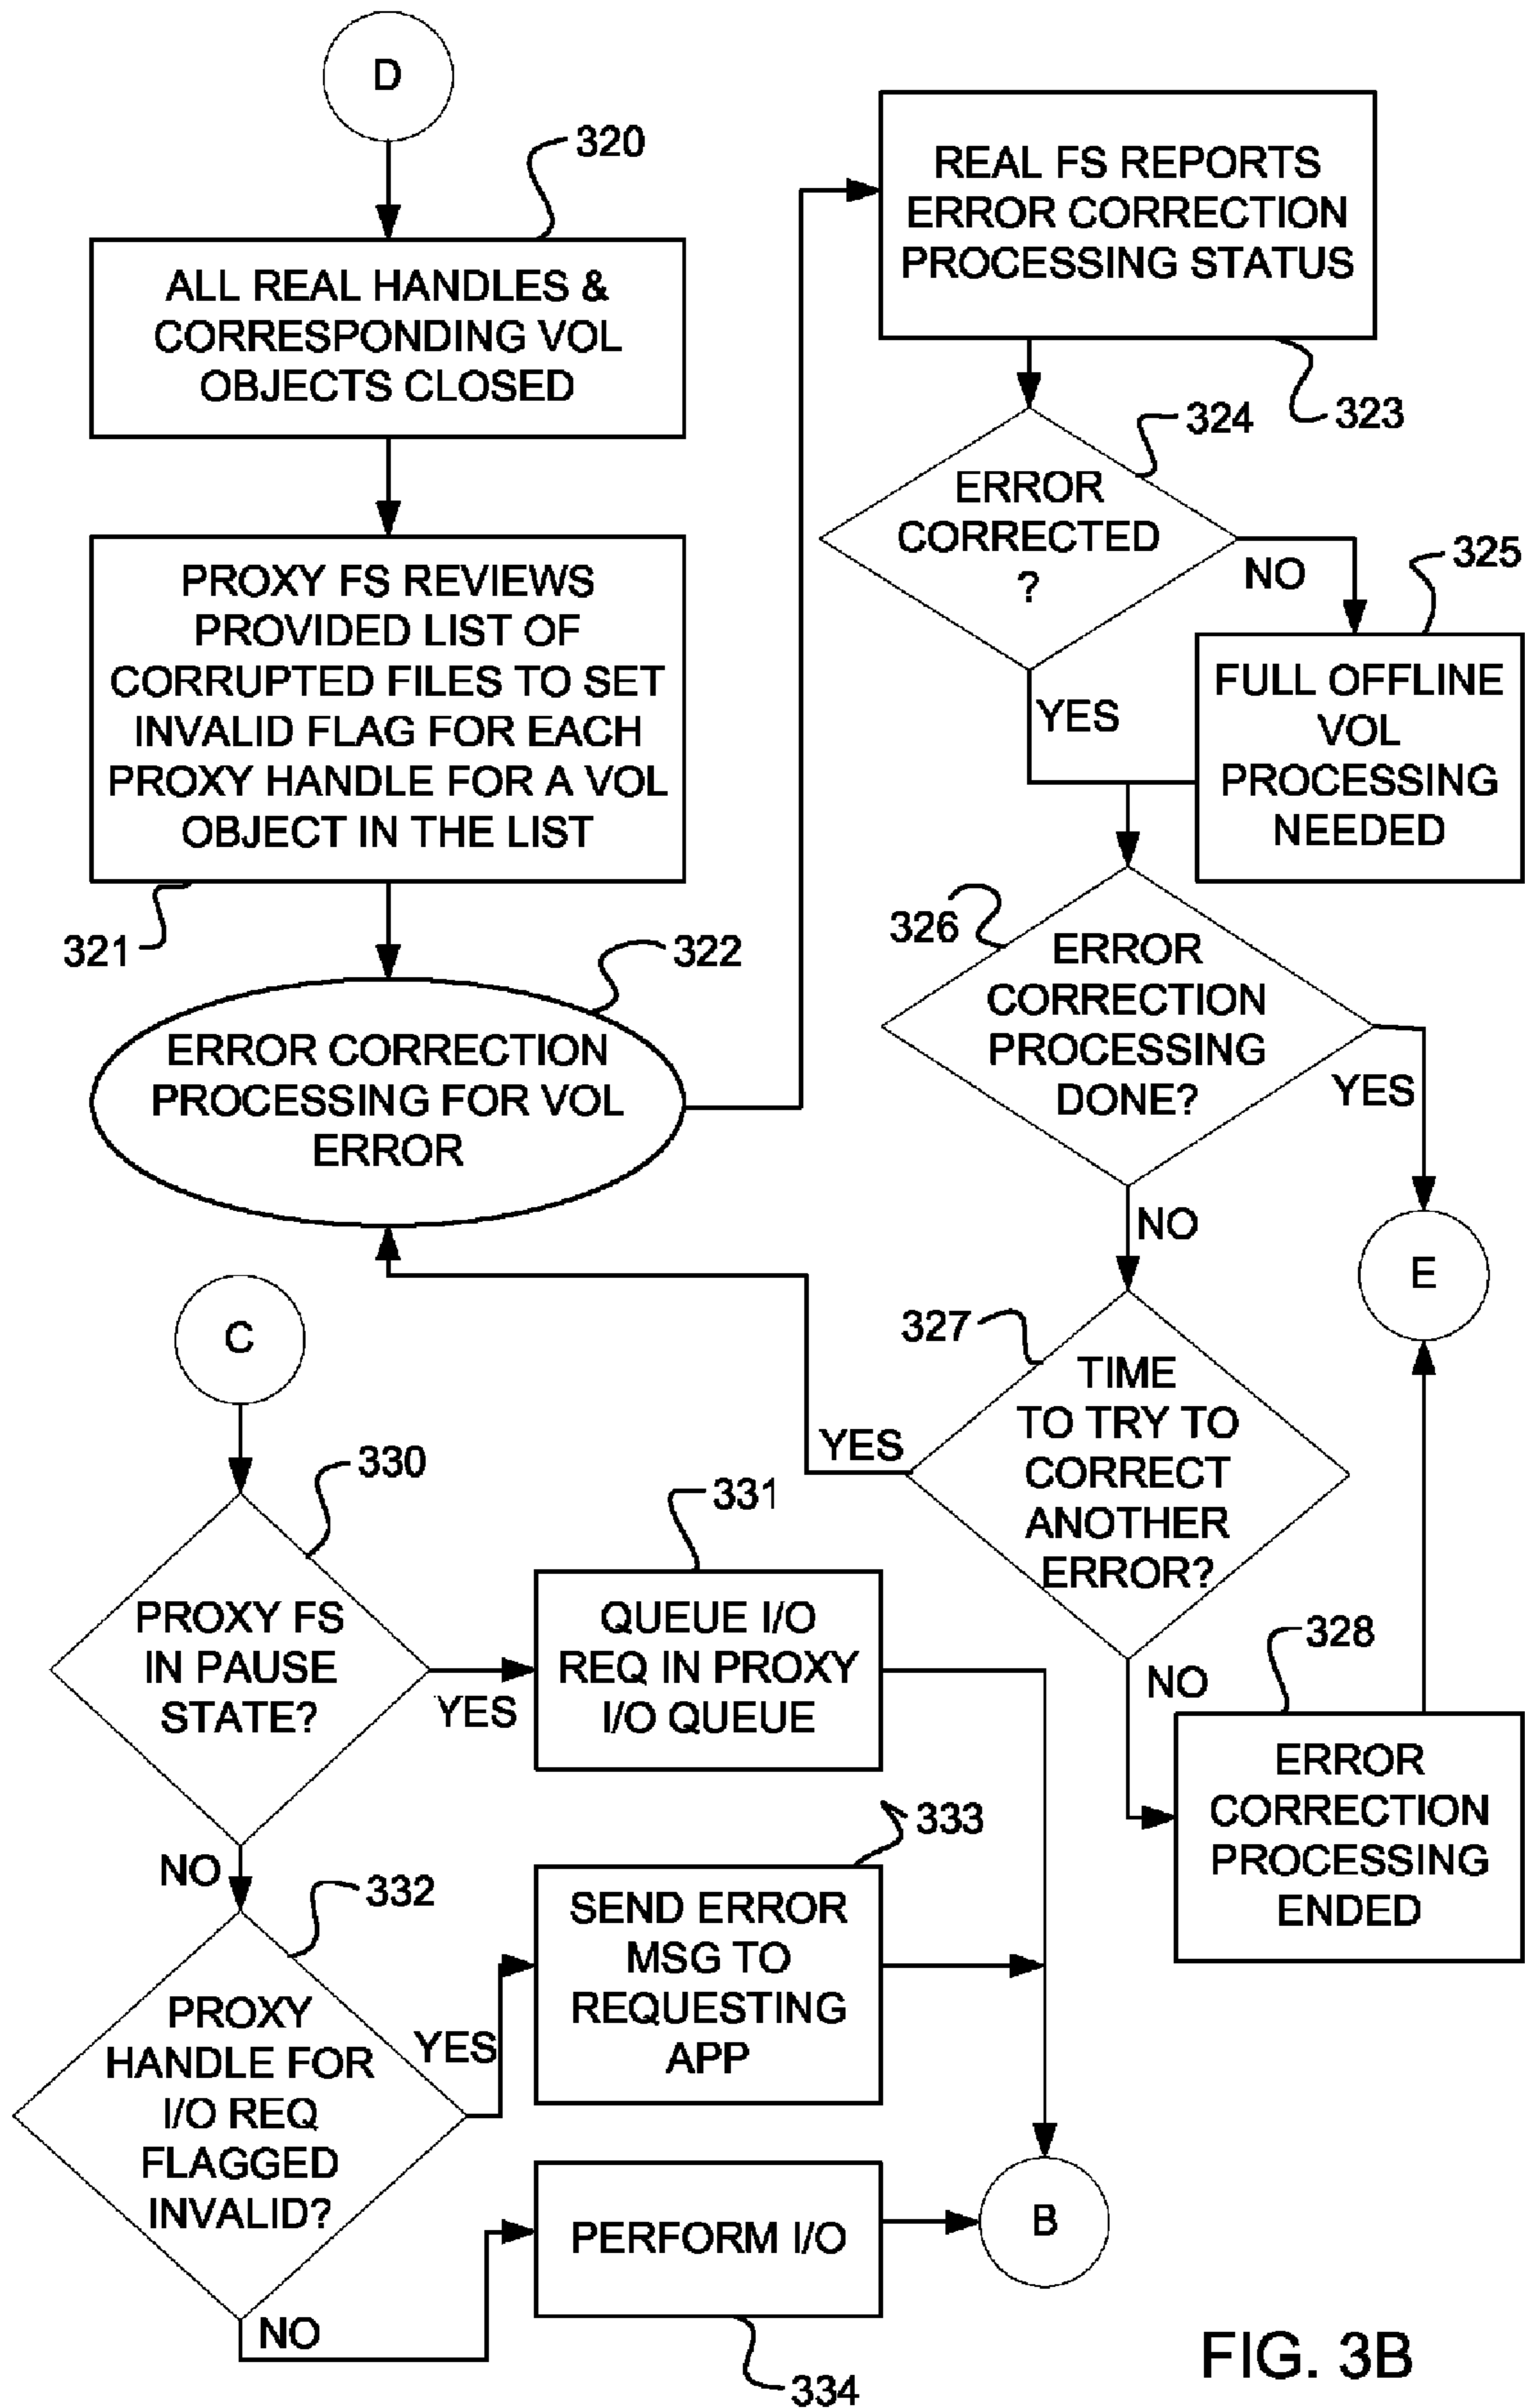 D
320
ALL REAL HANDLES &
CORRESPONDING VOL
OBJECTS CLOSED
PROXY FS REVIEWS
PROVIDED LIST OF
CORRUPTED FILES TO SET
INVALID FLAG FOR EACH
PROXY HANDLE FOR A VOL
OBJECT IN THE LIST
321
322
ERROR CORRECTION
PROCESSING FOR VOL
ERROR
REAL FS REPORTS
ERROR CORRECTION
PROCESSING STATUS
323
324
ERROR
CORRECTED
?
NO
325
YES
FULL OFFLINE
VOL
PROCESSING
NEEDED
326
ERROR
CORRECTION
PROCESSING
DONE?
YES
NO
E
327
TIME
TO TRY TO
CORRECT
ANOTHER
ERROR?
YES
NO
328
ERROR
CORRECTION
PROCESSING
ENDED
C
330
PROXY FS
IN PAUSE
STATE?
YES
331
QUEUE I/O
REQ IN PROXY
I/O QUEUE
NO
332
PROXY
HANDLE FOR
I/O REQ
FLAGGED
INVALID?
YES
333
SEND ERROR
MSG TO
REQUESTING
APP
NO
PERFORM I/O
334
B
FIG. 3B